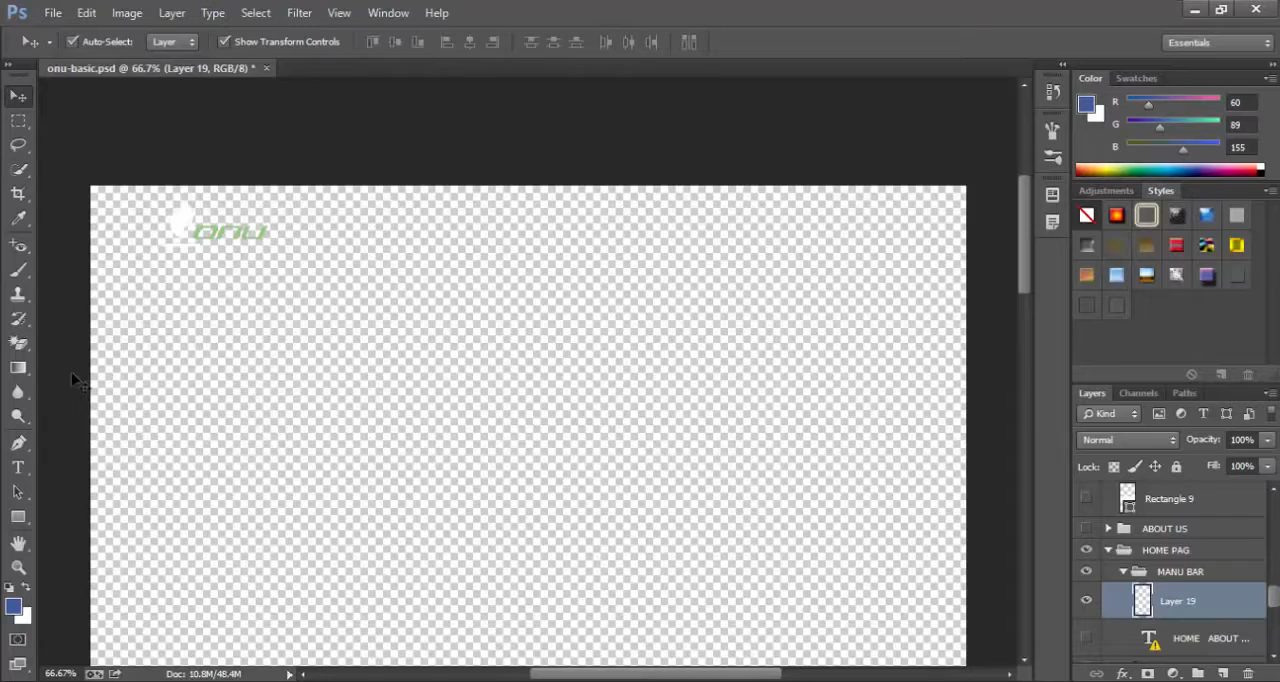 Ps File Edit Image Layer Type Select Filter View Window Help
Auto-Select: Layer Show Transform Controls Essentials
onu-basic.psd @ 66.7% (Layer 19, RGB/8) * ×
Color Swatches
R 60
G 89
B 155
Adjustments Styles
onu
Layers Channels Paths
Kind
Normal Opacity: 100%
Lock: Fill: 100%
Rectangle 9
ABOUT US
HOME PAG
MANU BAR
Layer 19
T HOME ABOUT ...
66.67% Doc: 10.8M/48.4M